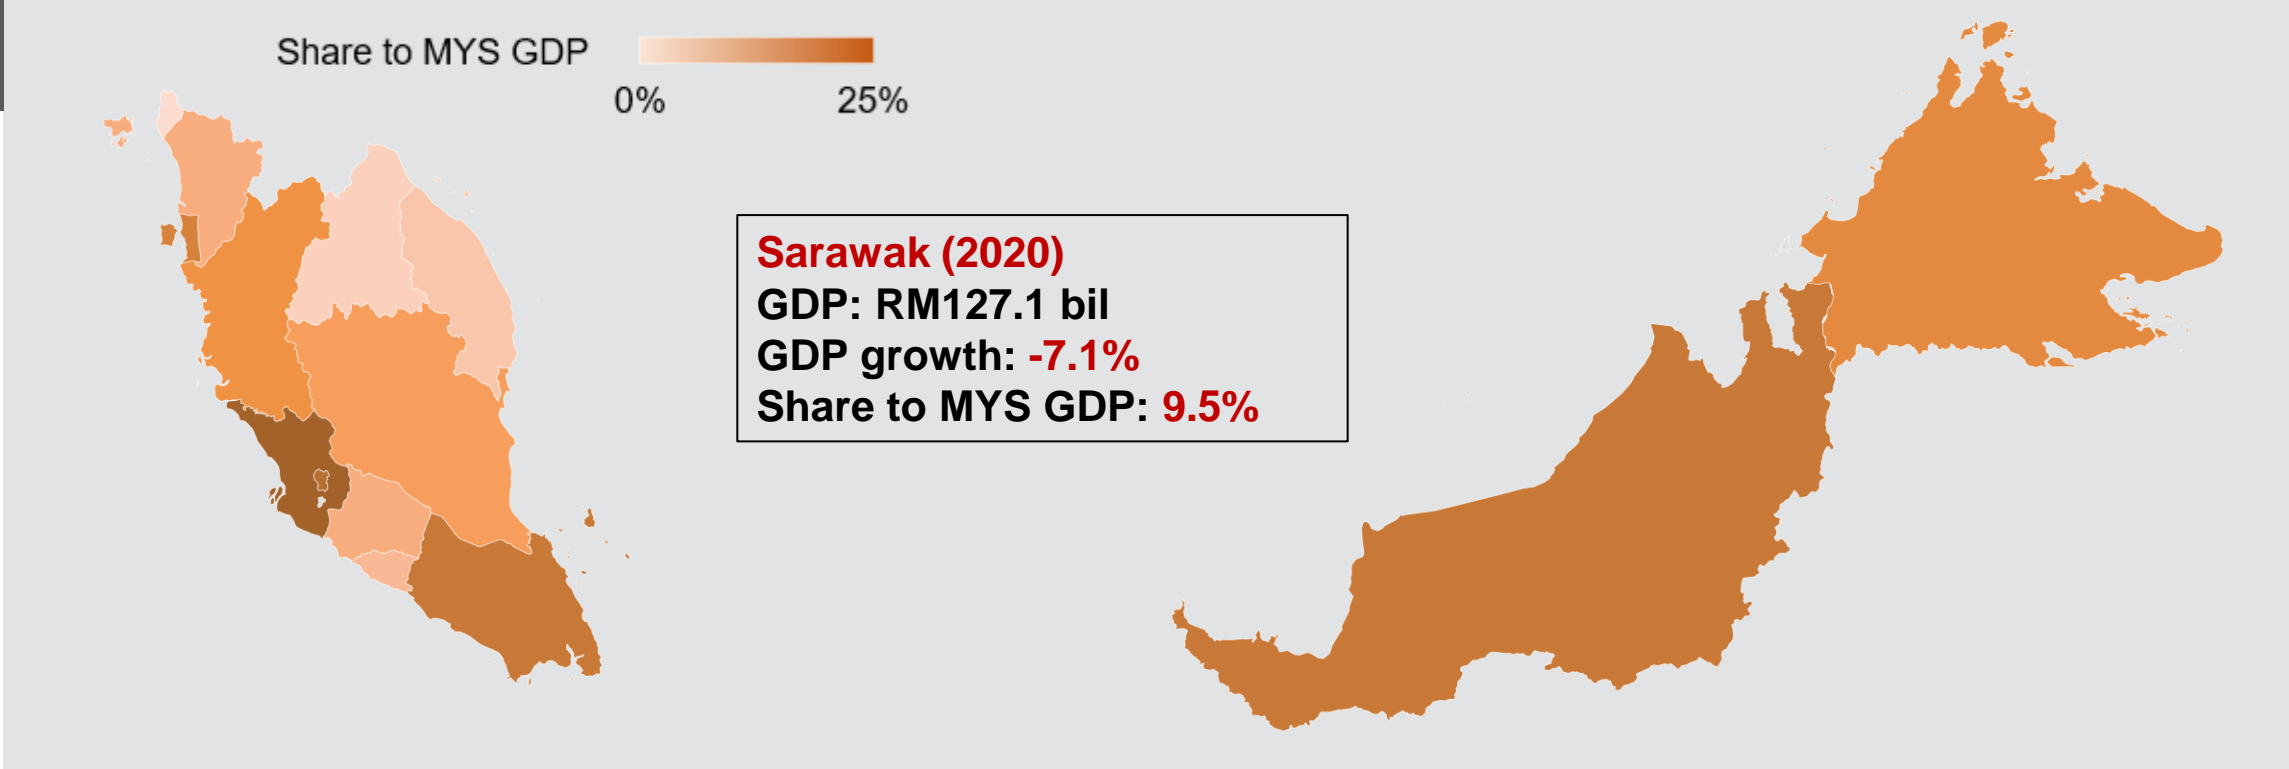 Share to MYS GDP
0% 25%
Sarawak (2020)
GDP: RM127.1 bil
GDP growth: -7.1%
Share to MYS GDP: 9.5%